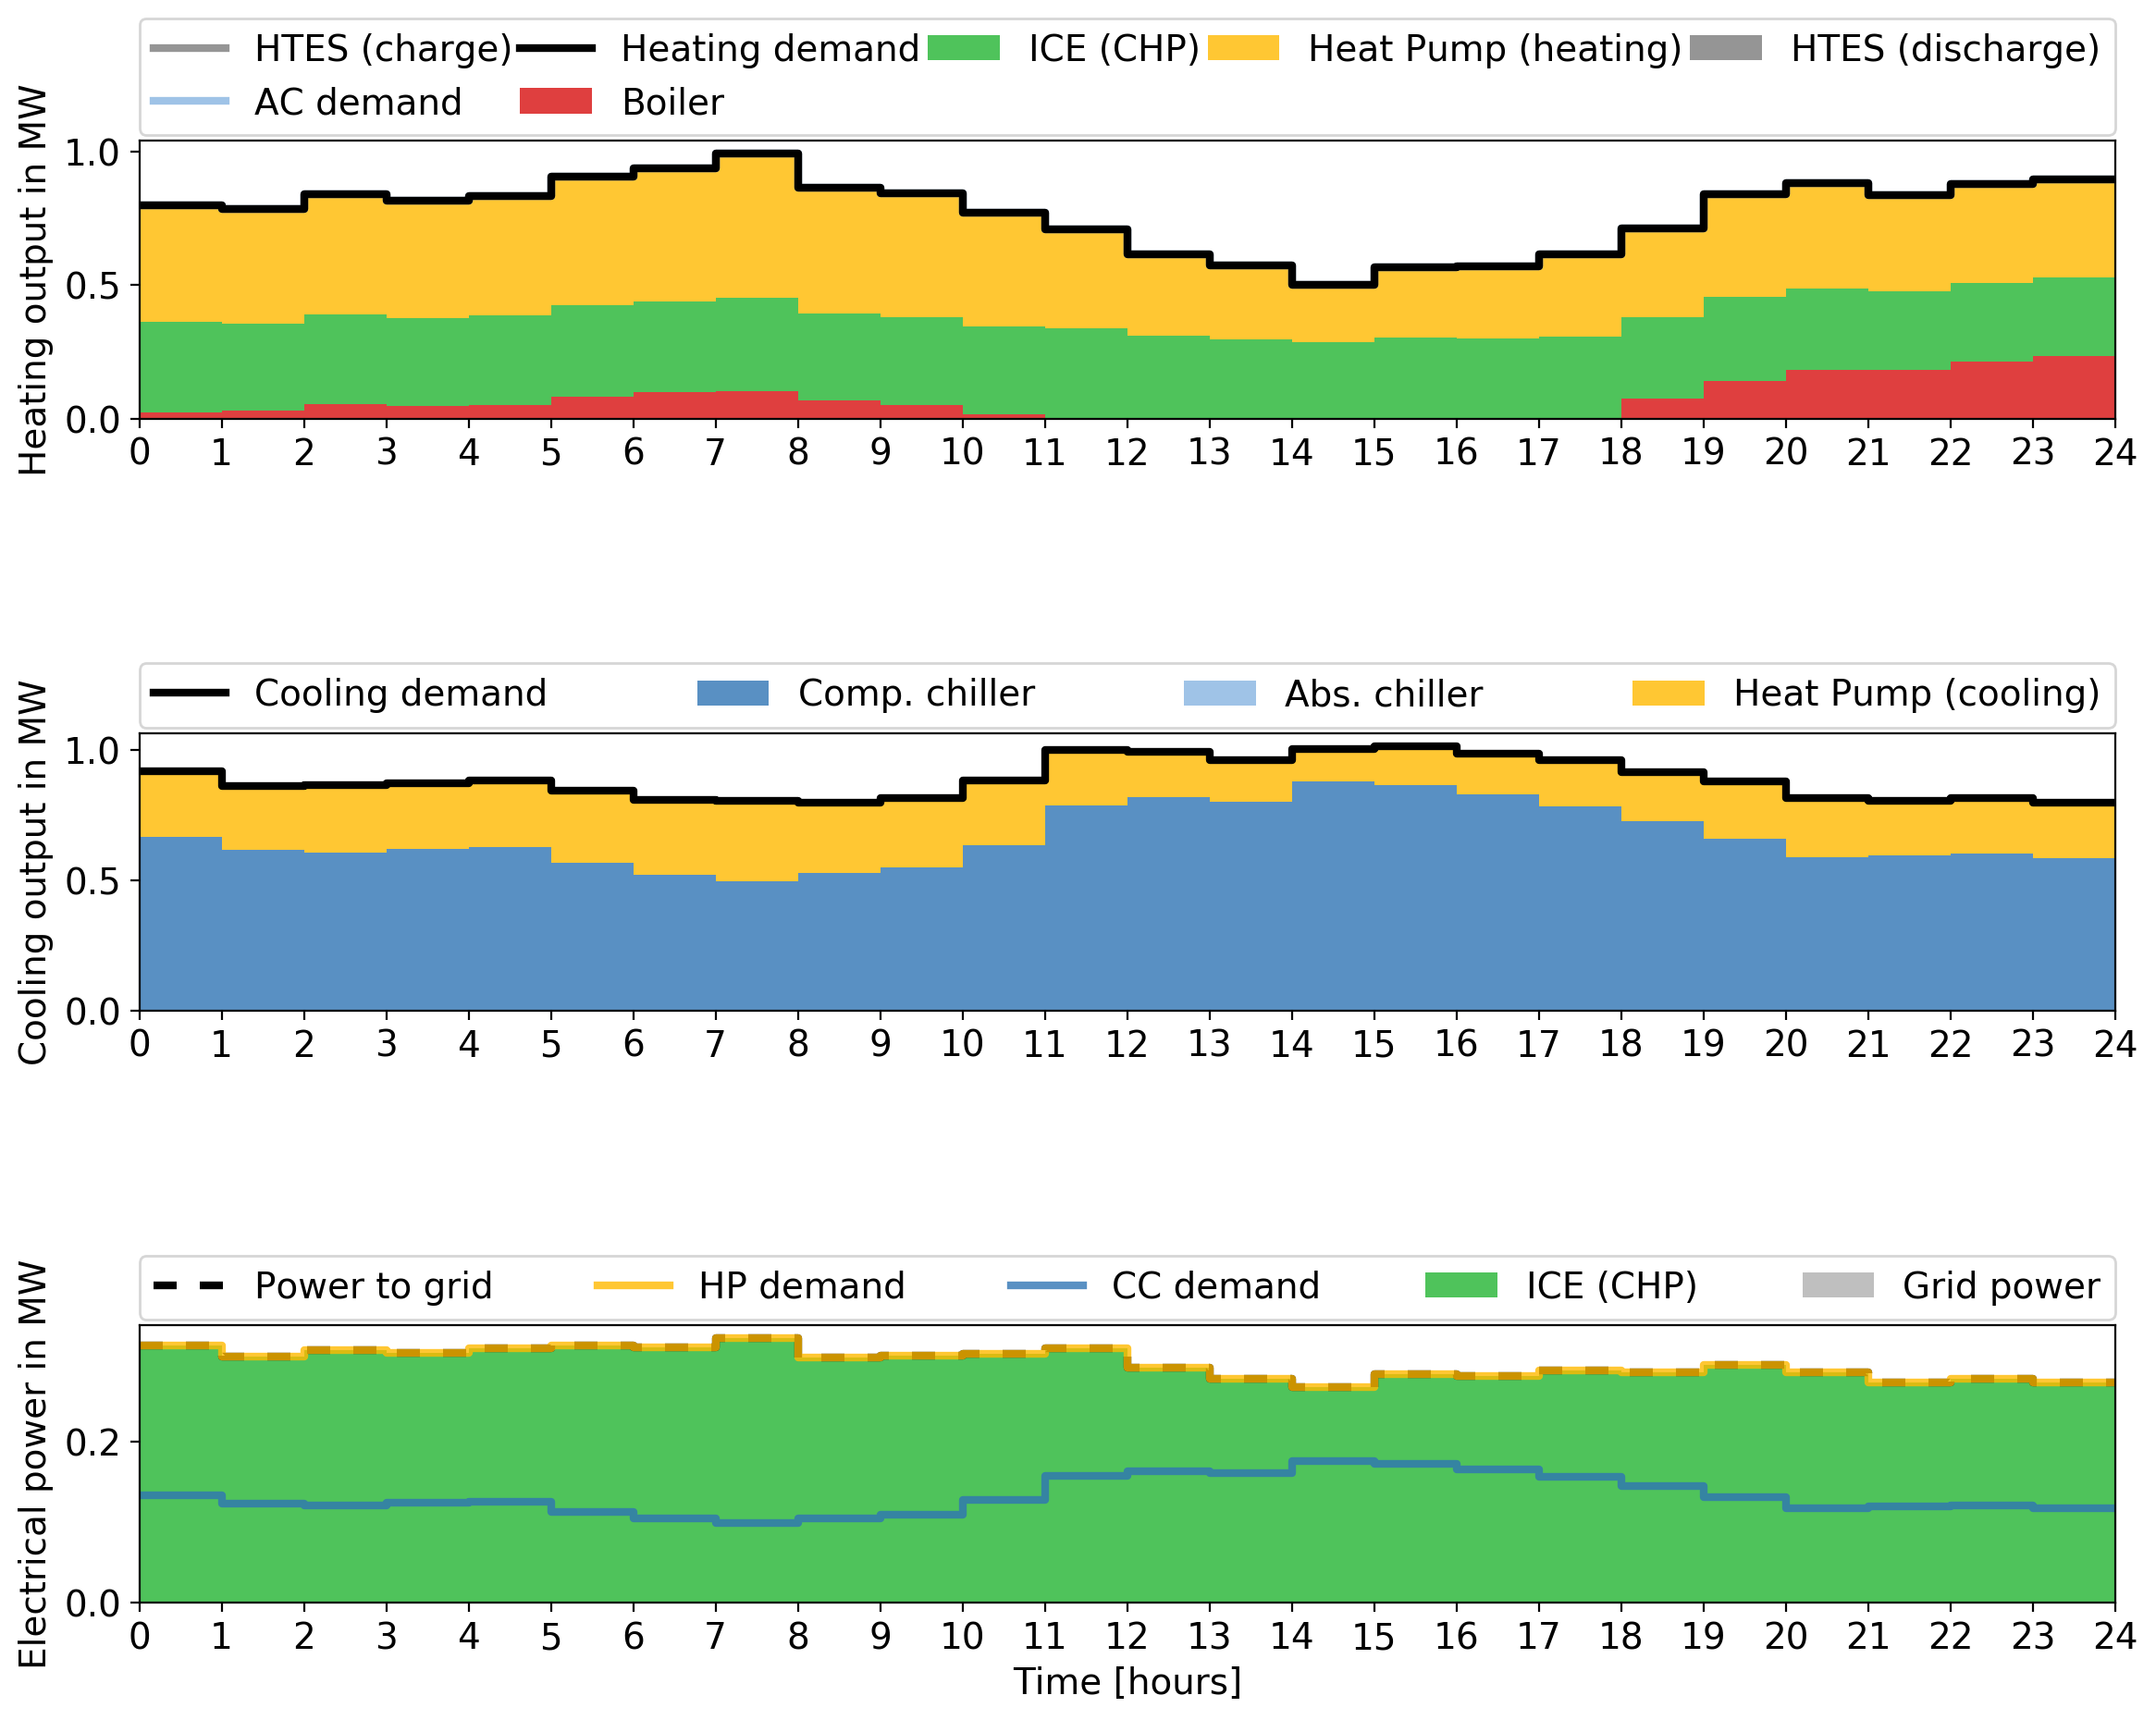 HTES (charge) Heating demand ICE (CHP) Heat Pump (heating) HTES (discharge)
AC demand Boiler
Heating output in MW
1.0
0.5
0.0
0 1 2 3 4 5 6 7 8 9 10 11 12 13 14 15 16 17 18 19 20 21 22 23 24
Cooling demand Comp. chiller Abs. chiller Heat Pump (cooling)
Cooling output in MW
1.0
0.5
0.0
0 1 2 3 4 5 6 7 8 9 10 11 12 13 14 15 16 17 18 19 20 21 22 23 24
Power to grid HP demand CC demand ICE (CHP) Grid power
Electrical power in MW
0.2
0.0
0 1 2 3 4 5 6 7 8 9 10 11 12 13 14 15 16 17 18 19 20 21 22 23 24
Time [hours]